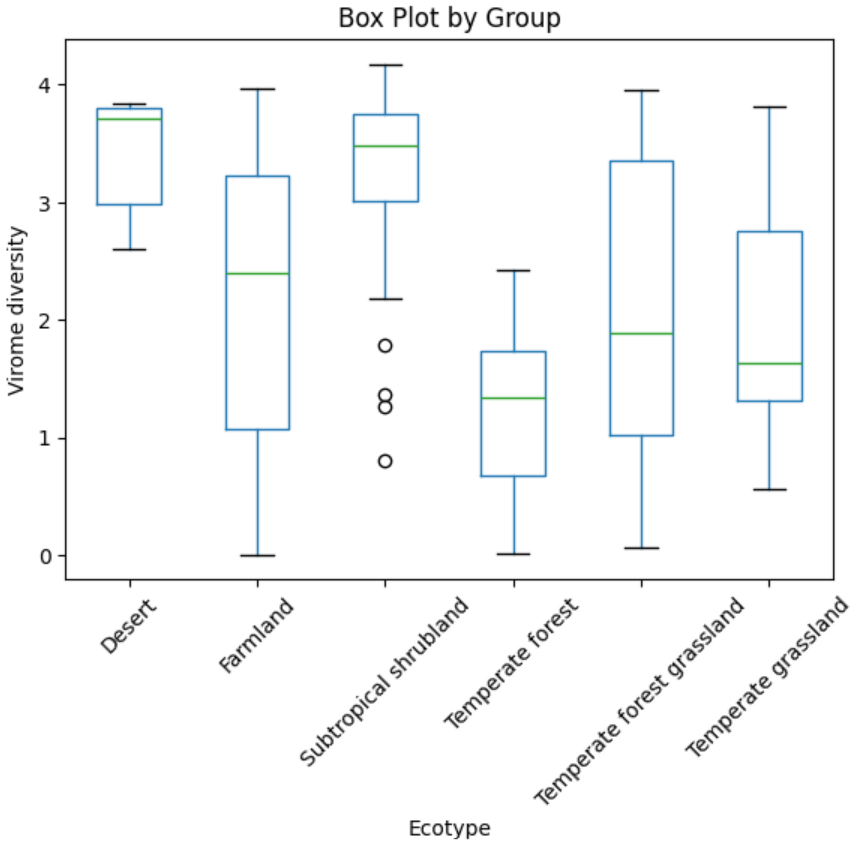 Box Plot by Group
Virome diversity
4
3
2
1
0
Desert
Farmland
Subtropical shrubland
Temperate forest
Temperate forest grassland
Temperate grassland
Ecotype